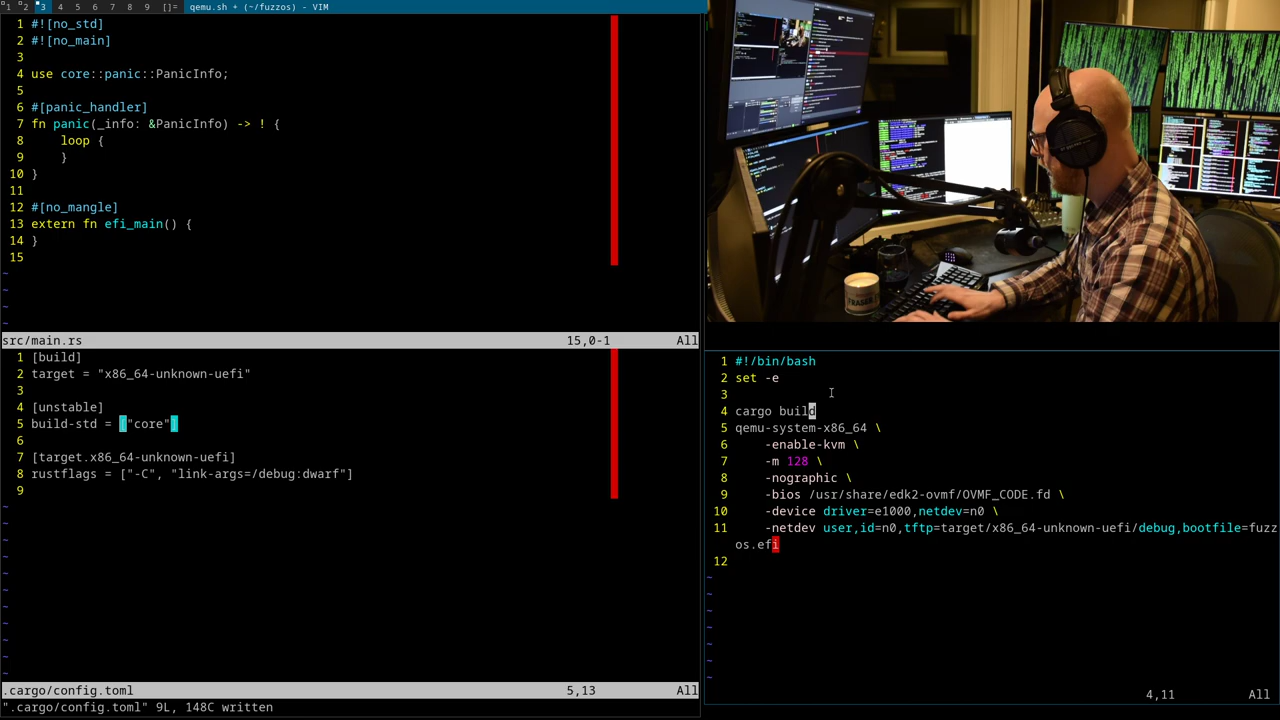 1 2 3 4 5 6 7 8 9 []= qemu.sh + (~/fuzzos) - VIM
1 #![no_std]
2 #![no_main]
3
4 use core::panic::PanicInfo;
5
6 #[panic_handler]
7 fn panic(_info: &PanicInfo) -> ! {
8     loop {
9     }
10 }
11
12 #[no_mangle]
13 extern fn efi_main() {
14 }
15
~
~
~
~
src/main.rs 15,0-1 All
1 [build]
2 target = "x86_64-unknown-uefi"
3
4 [unstable]
5 build-std = ["core"]
6
7 [target.x86_64-unknown-uefi]
8 rustflags = ["-C", "link-args=/debug:dwarf"]
9
~
~
~
~
~
~
~
~
~
~
~
.cargo/config.toml 5,13 All
".cargo/config.toml" 9L, 148C written
1 #!/bin/bash
2 set -e
3
4 cargo build
5 qemu-system-x86_64 \
6     -enable-kvm \
7     -m 128 \
8     -nographic \
9     -bios /usr/share/edk2-ovmf/OVMF_CODE.fd \
10     -device driver=e1000,netdev=n0 \
11     -netdev user,id=n0,tftp=target/x86_64-unknown-uefi/debug,bootfile=fuzz
os.efi
12
~
~
~
~
~
~
~
4,11 All